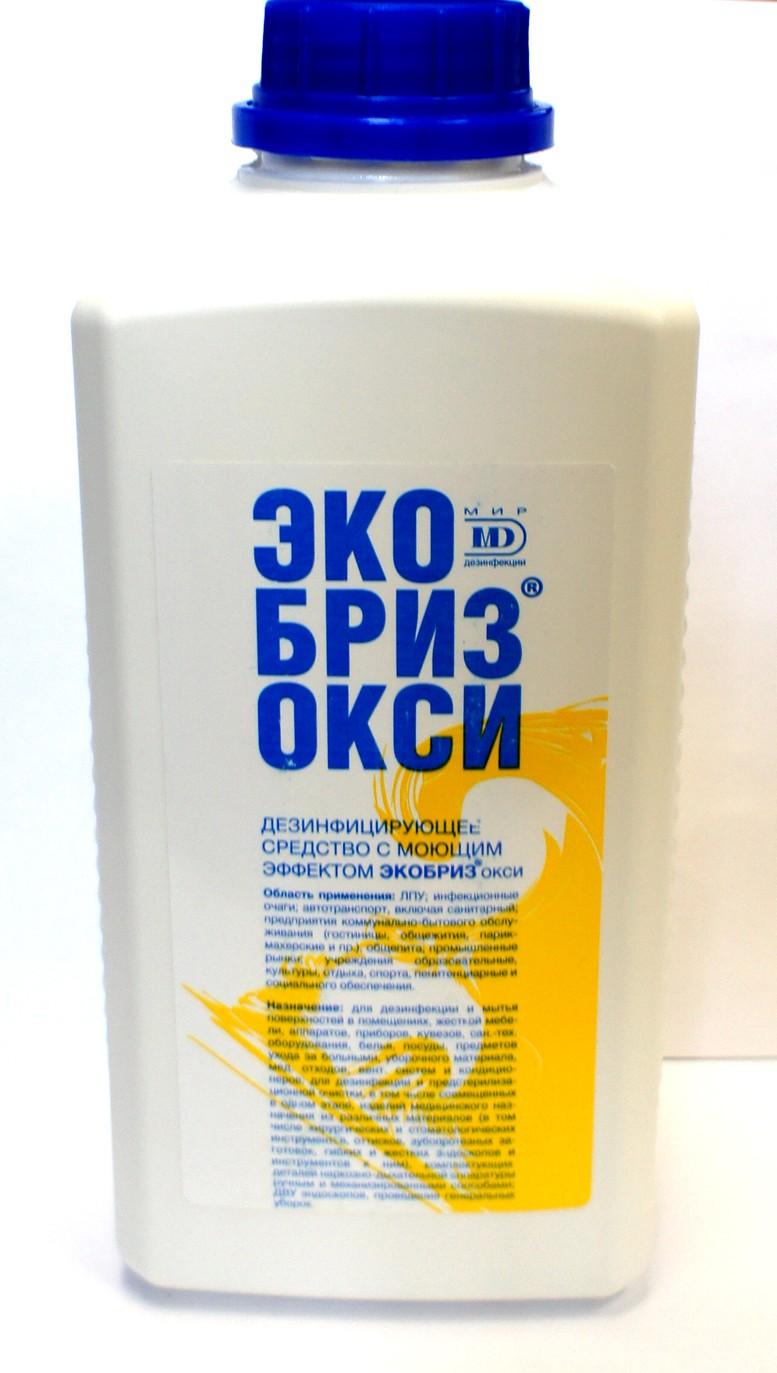 ЭКО
МИР
MD
дезинфекции
БРИЗ®
ОКСИ
ДЕЗИНФИЦИРУЮЩЕЕ
СРЕДСТВО С МОЮЩИМ
ЭФФЕКТОМ ЭКОБРИЗ® ОКСИ
Область применения: ЛПУ; инфекционные
очаги; автотранспорт, включая санитарный;
предприятия коммунально-бытового обслу-
живания (гостиницы, общежития, парик-
махерские и пр.), общепита; промышленные
рынки; учреждения образовательные,
культуры, отдыха, спорта, пенитенциарные и
социального обеспечения.
Назначение: для дезинфекции и мытья
поверхностей в помещениях, жесткой мебе-
ли, аппаратов, приборов, кувезов, сан.-тех.
оборудования, белья, посуды, предметов
ухода за больными, уборочного материала,
мед. отходов, вент. систем и кондицио-
неров; для дезинфекции и предстерилиза-
ционной очистки, в том числе совмещенных
в одном этапе, изделий медицинского наз-
начения из различных материалов (в том
числе хирургических и стоматологических
инструментов, оттисков, зубопротезных за-
готовок, гибких и жестких эндоскопов и
инструментов к ним), комплектующих
деталей наркозно-дыхательной аппаратуры
ручным и механизированными способами;
ДВУ эндоскопов, проведение генеральных
уборок.